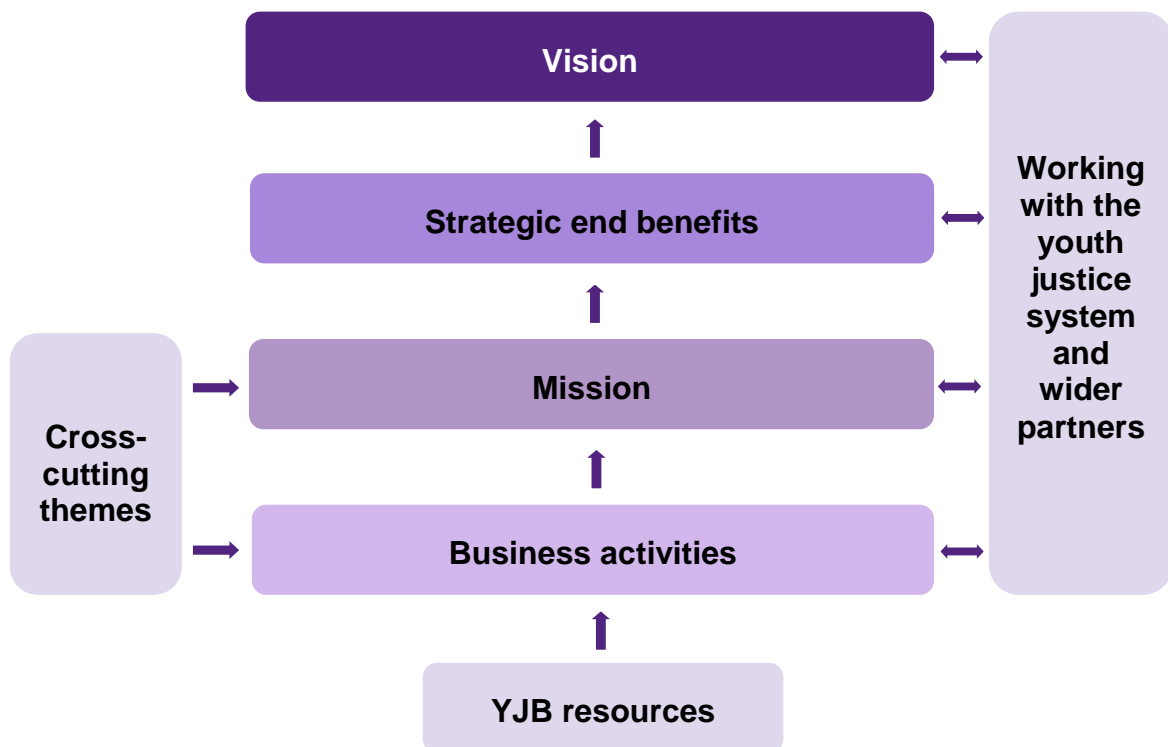 Vision
Strategic end benefits
Mission
Business activities
YJB resources
Cross-
cutting
themes
Working
with the
youth
justice
system
and
wider
partners